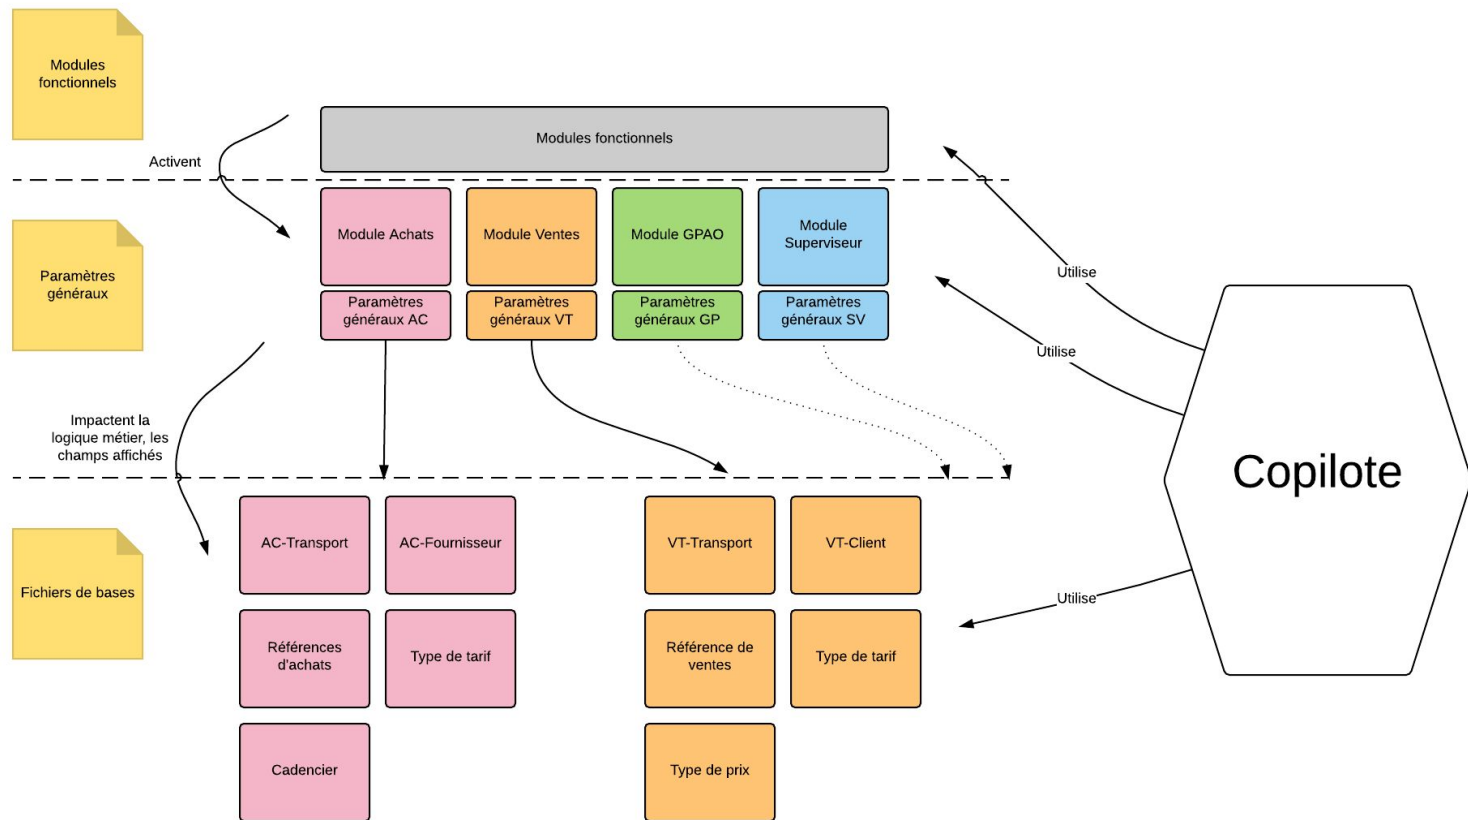 Modules
fonctionnels
Modules fonctionnels
Activent
Module Achats
Module Ventes
Module GPAO
Module
Superviseur
Paramètres
généraux
Paramètres
généraux AC
Paramètres
généraux VT
Paramètres
généraux GP
Paramètres
généraux SV
Utilise
Utilise
Impactent la
logique métier, les
champs affichés
Copilote
Fichiers de bases
AC-Transport
AC-Fournisseur
VT-Transport
VT-Client
Utilise
Références
d'achats
Type de tarif
Référence de
ventes
Type de tarif
Cadencier
Type de prix